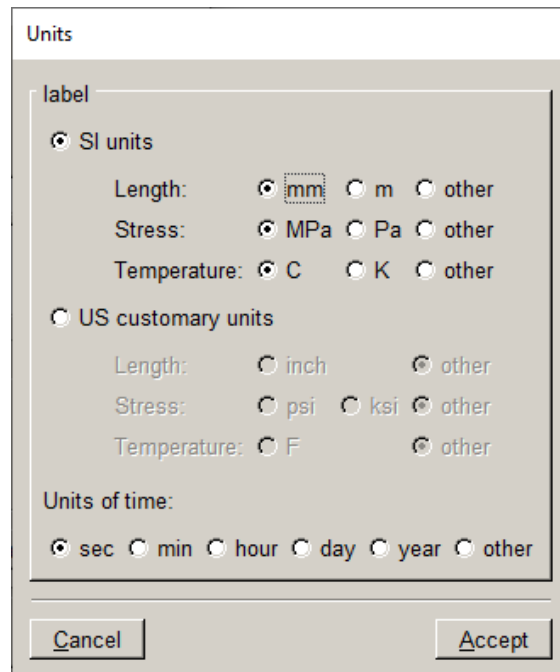 Units
label
SI units
Length: mm m other
Stress: MPa Pa other
Temperature: C K other
US customary units
Length: inch other
Stress: psi ksi other
Temperature: F other
Units of time:
sec min hour day year other
Cancel Accept